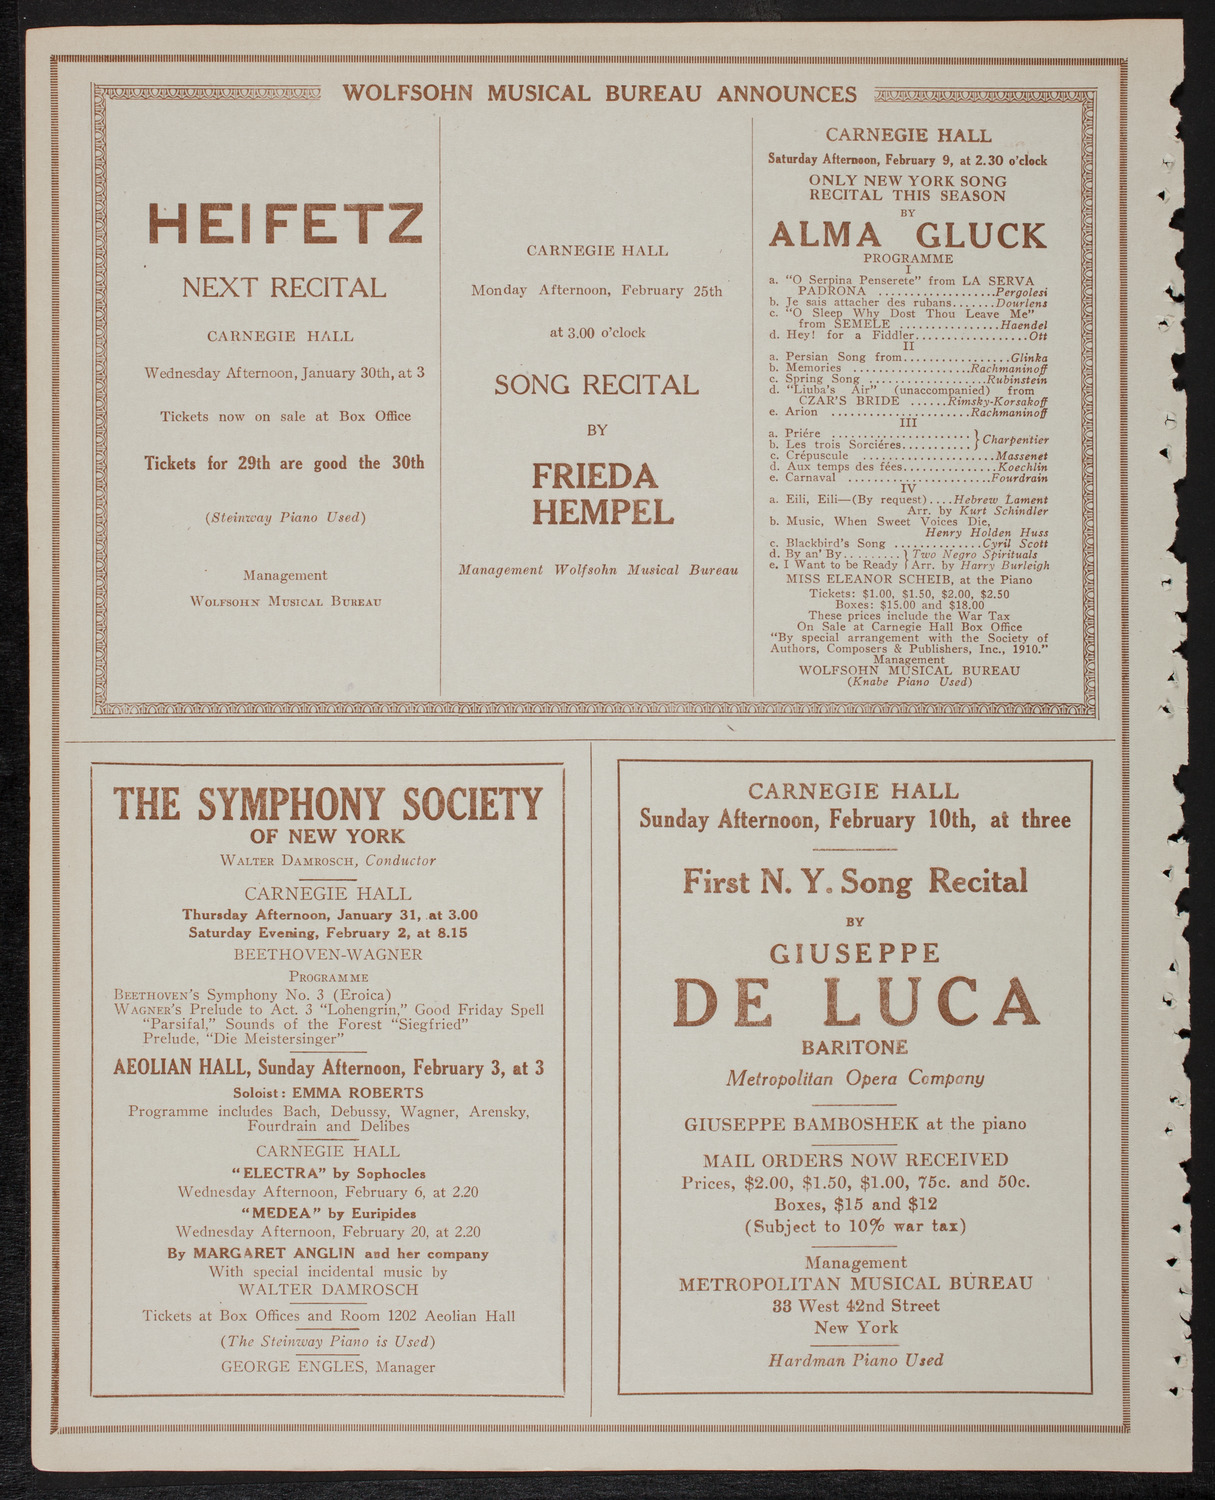 WOLFSOHN MUSICAL BUREAU ANNOUNCES
HEIFETZ
NEXT RECITAL
CARNEGIE HALL
Wednesday Afternoon, January 30th, at 3
Tickets now on sale at Box Office
Tickets for 29th are good the 30th
(Steinway Piano Used)
Management
WOLFSOHN MUSICAL BUREAU
CARNEGIE HALL
Monday Afternoon, February 25th
at 3.00 o'clock
SONG RECITAL
BY
FRIEDA
HEMPEL
Management Wolfsohn Musical Bureau
CARNEGIE HALL
Saturday Afternoon, February 9, at 2.30 o'clock
ONLY NEW YORK SONG
RECITAL THIS SEASON
BY
ALMA GLUCK
PROGRAMME
I
a. "O Serpina Penserete" from LA SERVA
PADRONA ..................Pergolesi
b. Je sais attacher des rubans.......Dourlens
c. "O Sleep Why Dost Thou Leave Me"
from SEMELE ...............Haendel
d. Hey! for a Fiddler.................Ott
II
a. Persian Song from................Glinka
b. Memories ..................Rachmaninoff
c. Spring Song ..................Rubinstein
d. "Liuba's Air" (unaccompanied) from
CZAR'S BRIDE ......Rimsky-Korsakoff
e. Arion .....................Rachmaninoff
III
a. Priére .....................
b. Les trois Sorciéres.......... } Charpentier
c. Crépuscule ....................Massenet
d. Aux temps des fées..............Koechlin
e. Carnaval ......................Fourdrain
IV
a. Eili, Eili—(By request)....Hebrew Lament
Arr. by Kurt Schindler
b. Music, When Sweet Voices Die,
Henry Holden Huss
c. Blackbird's Song .............Cyril Scott
d. By an' By......... } Two Negro Spirituals
e. I Want to be Ready } Arr. by Harry Burleigh
MISS ELEANOR SCHEIB, at the Piano
Tickets: $1.00, $1.50, $2.00, $2.50
Boxes: $15.00 and $18.00
These prices include the War Tax
On Sale at Carnegie Hall Box Office
"By special arrangement with the Society of
Authors, Composers & Publishers, Inc., 1910."
Management
WOLFSOHN MUSICAL BUREAU
(Knabe Piano Used)
THE SYMPHONY SOCIETY
OF NEW YORK
WALTER DAMROSCH, Conductor
CARNEGIE HALL
Thursday Afternoon, January 31, at 3.00
Saturday Evening, February 2, at 8.15
BEETHOVEN-WAGNER
PROGRAMME
BEETHOVEN'S Symphony No. 3 (Eroica)
WAGNER'S Prelude to Act. 3 "Lohengrin," Good Friday Spell
"Parsifal," Sounds of the Forest "Siegfried"
Prelude, "Die Meistersinger"
AEOLIAN HALL, Sunday Afternoon, February 3, at 3
Soloist: EMMA ROBERTS
Programme includes Bach, Debussy, Wagner, Arensky,
Fourdrain and Delibes
CARNEGIE HALL
"ELECTRA" by Sophocles
Wednesday Afternoon, February 6, at 2.20
"MEDEA" by Euripides
Wednesday Afternoon, February 20, at 2.20
By MARGARET ANGLIN and her company
With special incidental music by
WALTER DAMROSCH
Tickets at Box Offices and Room 1202 Aeolian Hall
(The Steinway Piano is Used)
GEORGE ENGLES, Manager
CARNEGIE HALL
Sunday Afternoon, February 10th, at three
First N. Y. Song Recital
BY
GIUSEPPE
DE LUCA
BARITONE
Metropolitan Opera Company
GIUSEPPE BAMBOSHEK at the piano
MAIL ORDERS NOW RECEIVED
Prices, $2.00, $1.50, $1.00, 75c. and 50c.
Boxes, $15 and $12
(Subject to 10% war tax)
Management
METROPOLITAN MUSICAL BUREAU
33 West 42nd Street
New York
Hardman Piano Used